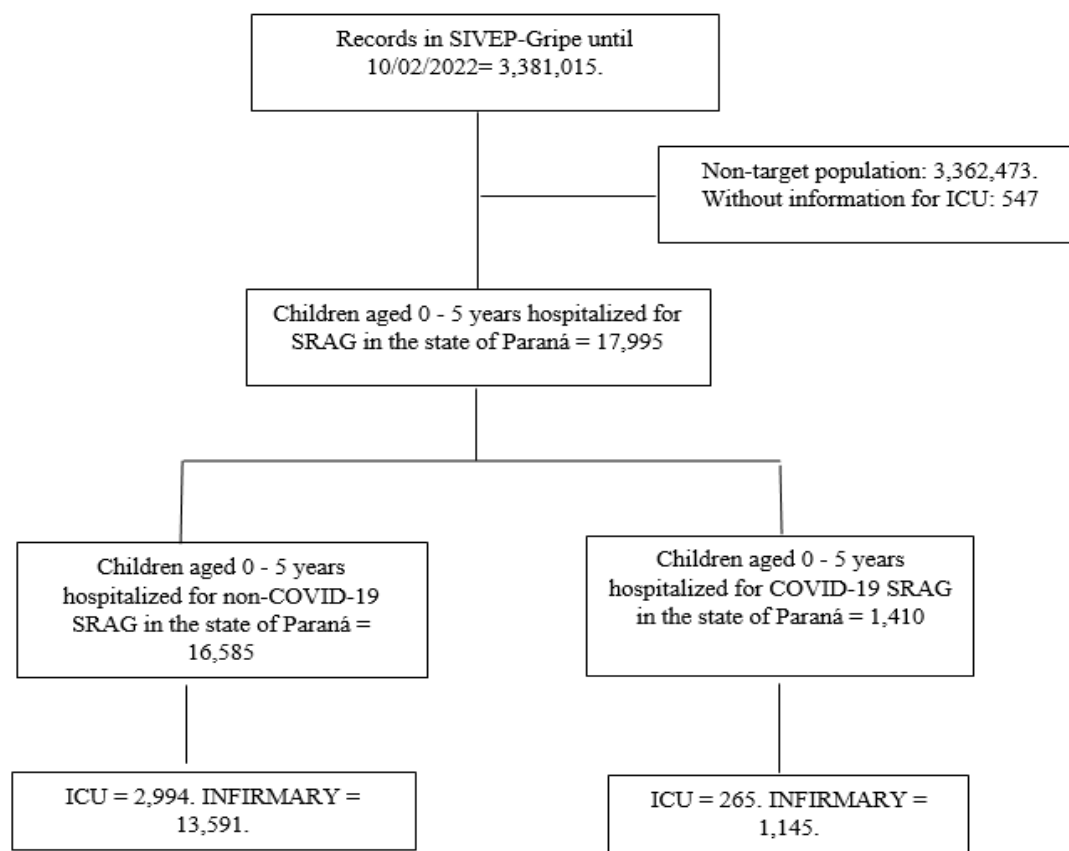 Records in SIVEP-Gripe until
10/02/2022= 3,381,015.
Non-target population: 3,362,473.
Without information for ICU: 547
Children aged 0 - 5 years hospitalized for
SRAG in the state of Paraná = 17,995
Children aged 0 - 5 years
hospitalized for non-COVID-19
SRAG in the state of Paraná =
16,585
Children aged 0 - 5 years
hospitalized for COVID-19 SRAG
in the state of Paraná = 1,410
ICU = 2,994. INFIRMARY =
13,591.
ICU = 265. INFIRMARY =
1,145.